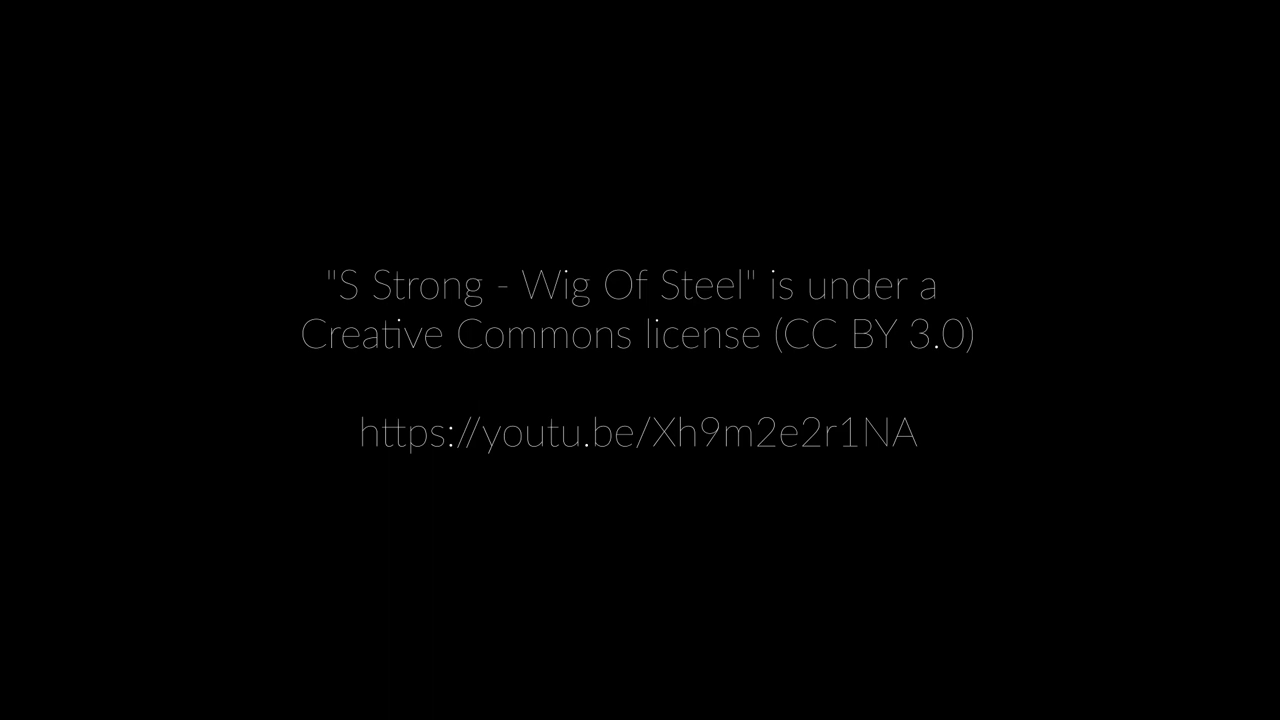 "S Strong - Wig Of Steel" is under a
Creative Commons license (CC BY 3.0)
https://youtu.be/Xh9m2e2r1NA